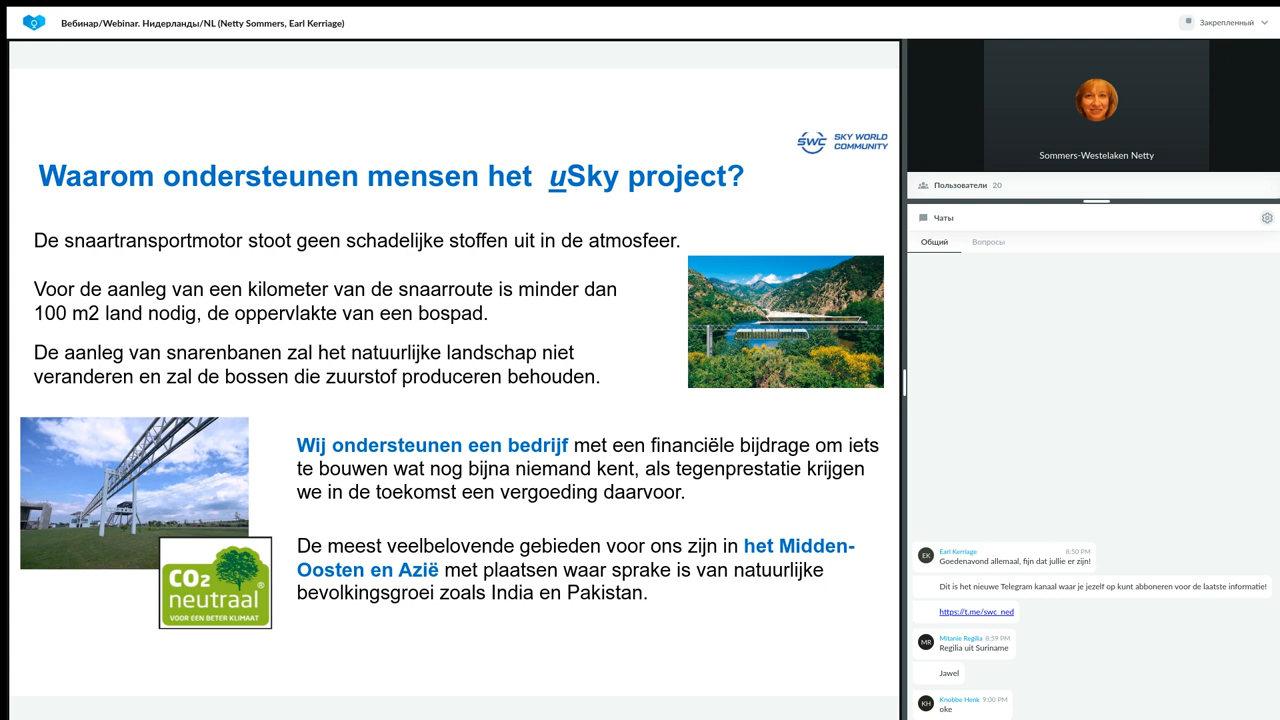 Вебинар/Webinar. Нидерланды/NL (Netty Sommers, Earl Kerriage)
Закрепленный
SWC SKY WORLD
COMMUNITY
Waarom ondersteunen mensen het uSky project?
De snaartransportmotor stoot geen schadelijke stoffen uit in de atmosfeer.
Voor de aanleg van een kilometer van de snaarroute is minder dan
100 m2 land nodig, de oppervlakte van een bospad.
De aanleg van snarenbanen zal het natuurlijke landschap niet
veranderen en zal de bossen die zuurstof produceren behouden.
Wij ondersteunen een bedrijf met een financiële bijdrage om iets
te bouwen wat nog bijna niemand kent, als tegenprestatie krijgen
we in de toekomst een vergoeding daarvoor.
CO2
neutraal®
VOOR EEN BETER KLIMAAT
De meest veelbelovende gebieden voor ons zijn in het Midden-
Oosten en Azië met plaatsen waar sprake is van natuurlijke
bevolkingsgroei zoals India en Pakistan.
Sommers-Westelaken Netty
Пользователи 20
Чаты
Общий Вопросы
EK Earl Kerriage 8:50 PM
Goedenavond allemaal, fijn dat jullie er zijn!
Dit is het nieuwe Telegram kanaal waar je jezelf op kunt abboneren voor de laatste informatie!
https://t.me/swc_ned
MR Mitanie Regilia 8:59 PM
Regilia uit Suriname
Jawel
KH Knobbe Henk 9:00 PM
oke